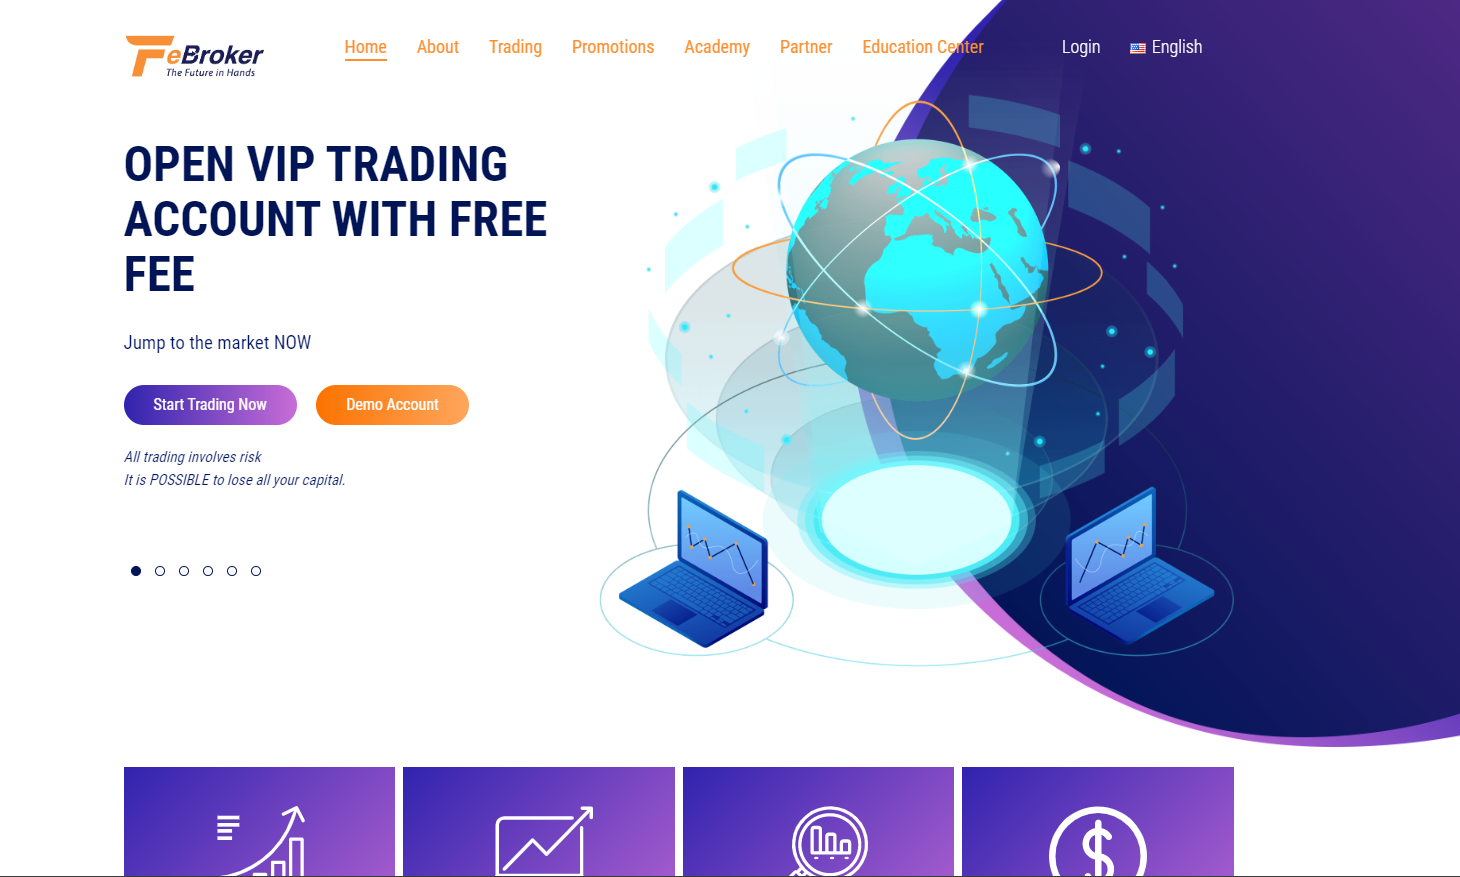 FeBroker
The Future in Hands
Home About Trading Promotions Academy Partner Education Center Login English
OPEN VIP TRADING
ACCOUNT WITH FREE
FEE
Jump to the market NOW
Start Trading Now Demo Account
All trading involves risk
It is POSSIBLE to lose all your capital.